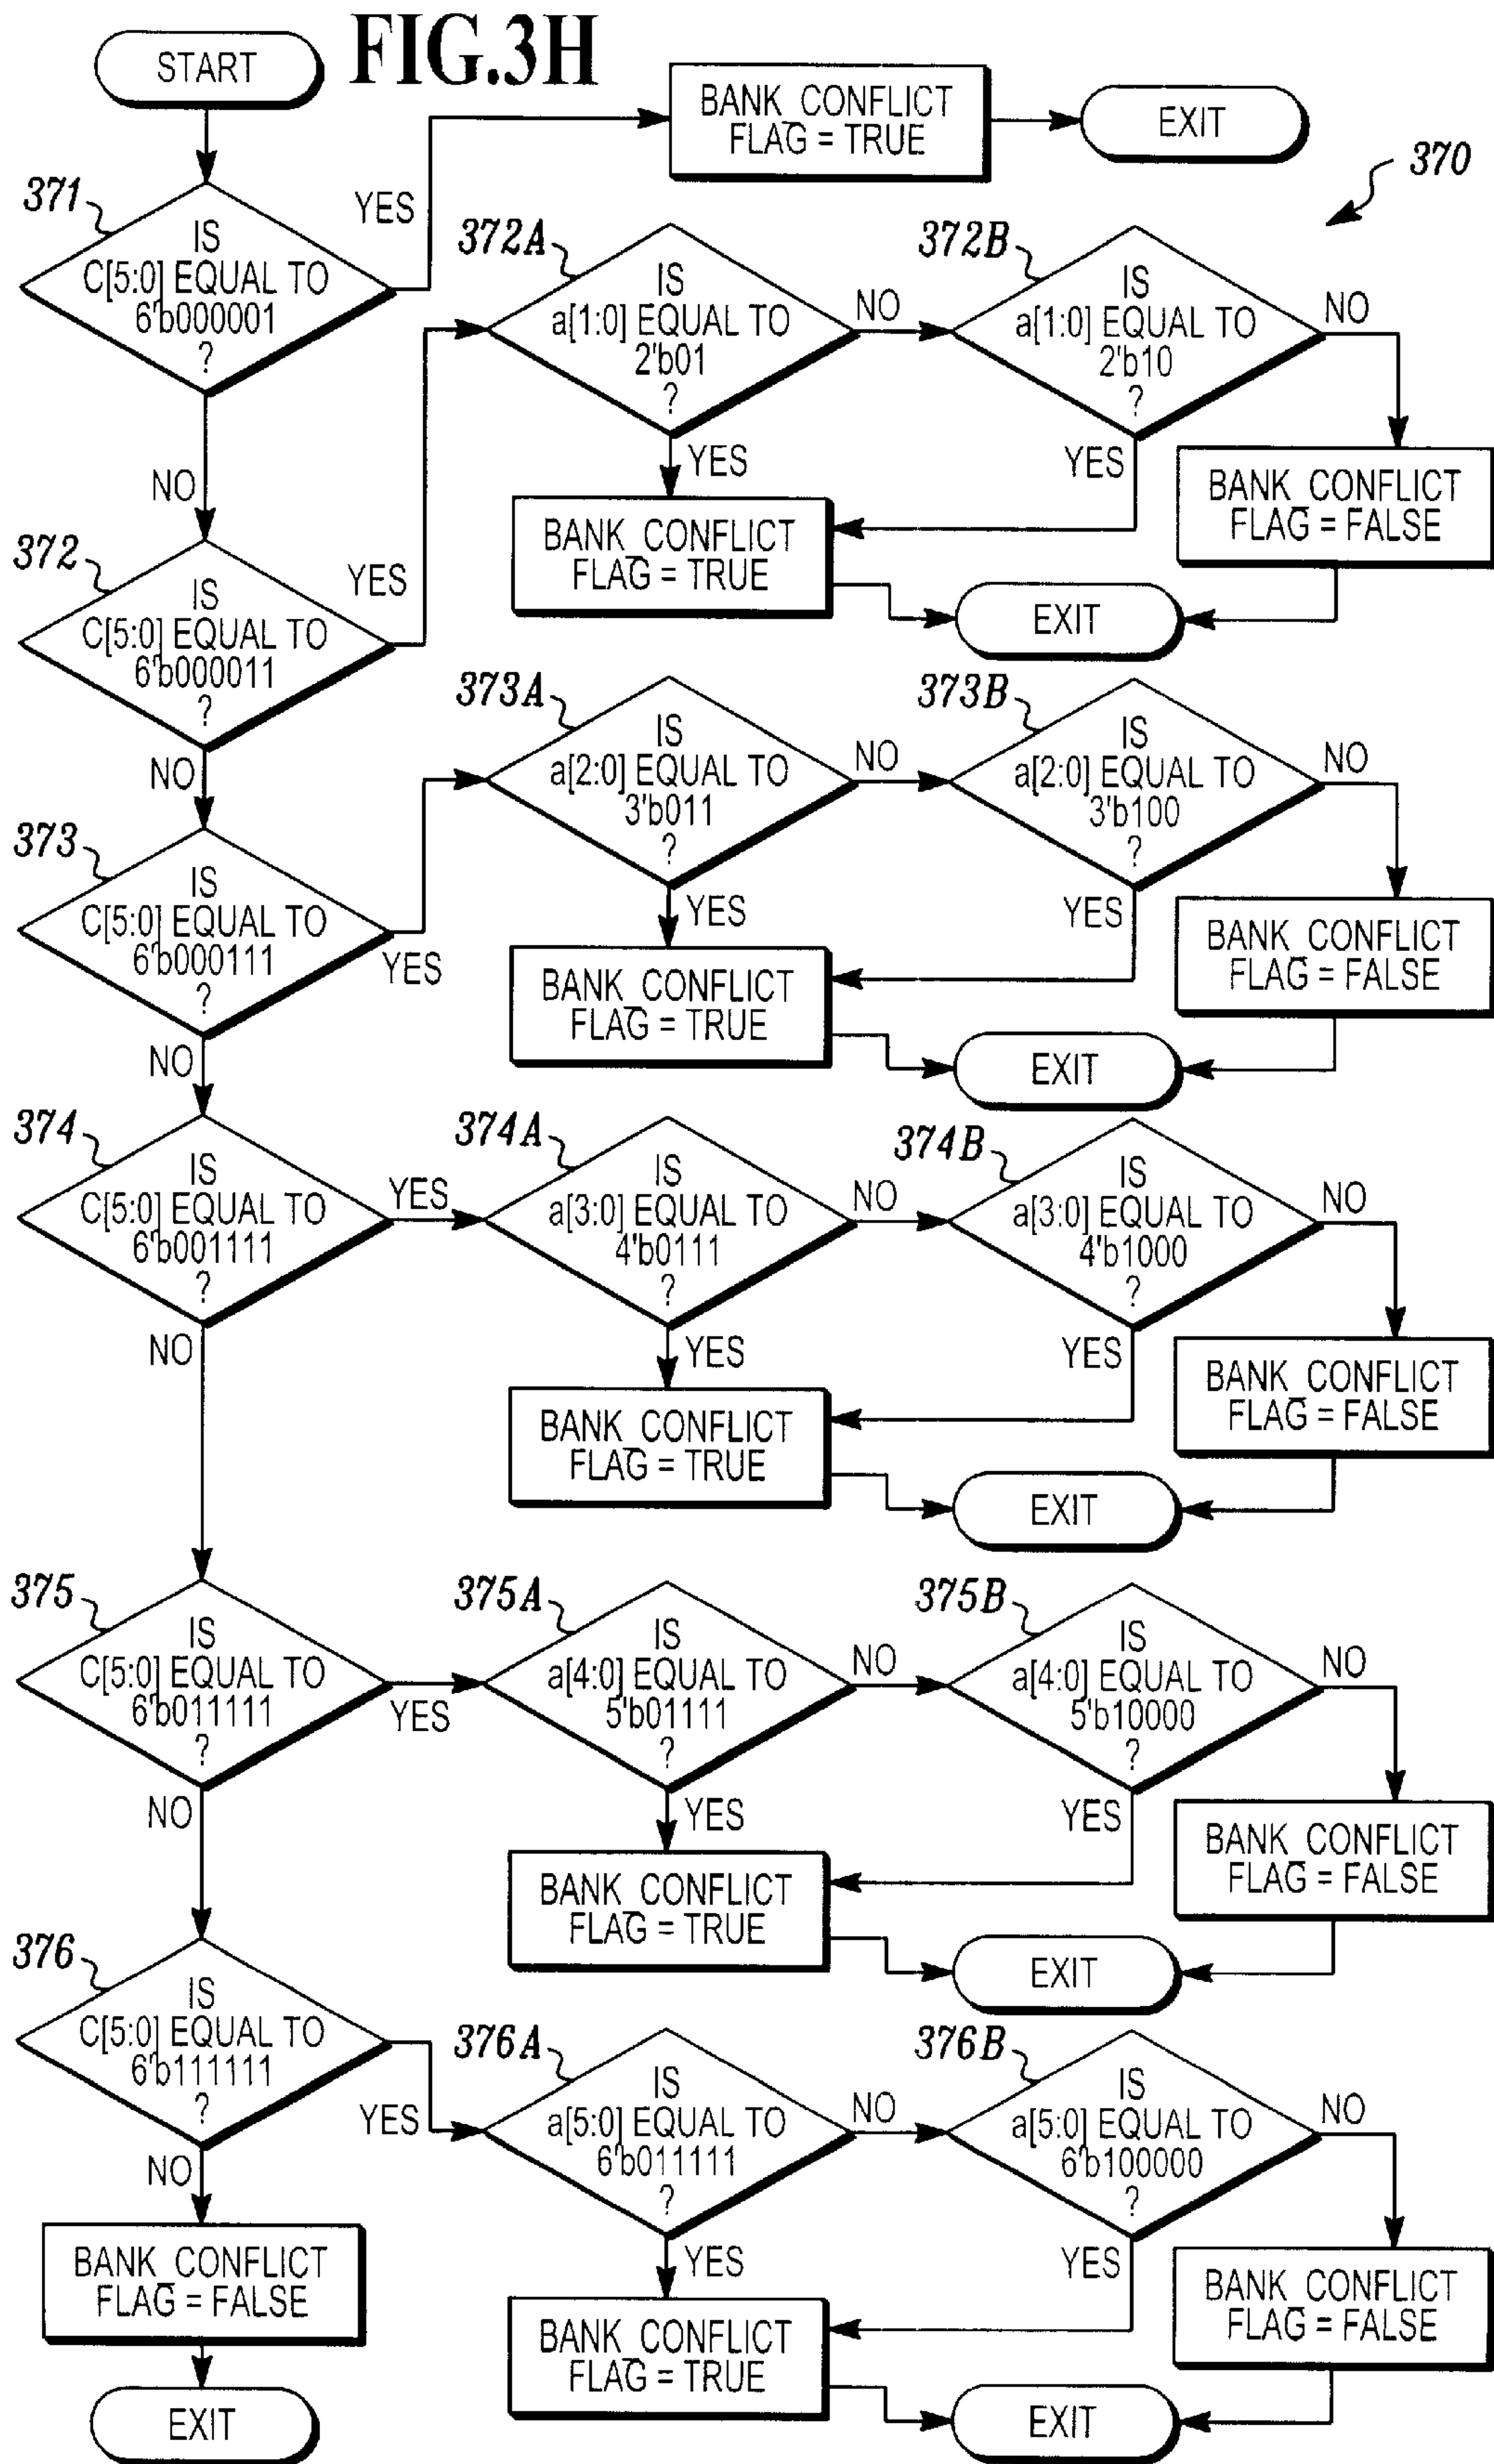 FIG.3H
START
BANK_CONFLICT
FLAG = TRUE
EXIT
370
371
IS
C[5:0] EQUAL TO
6'b000001
?
YES
NO
372A
IS
a[1:0] EQUAL TO
2'b01
?
NO
YES
372B
IS
a[1:0] EQUAL TO
2'b10
?
NO
YES
BANK_CONFLICT
FLAG = TRUE
BANK_CONFLICT
FLAG = FALSE
EXIT
372
IS
C[5:0] EQUAL TO
6'b000011
?
YES
NO
373A
IS
a[2:0] EQUAL TO
3'b011
?
NO
YES
373B
IS
a[2:0] EQUAL TO
3'b100
?
NO
YES
BANK_CONFLICT
FLAG = TRUE
BANK_CONFLICT
FLAG = FALSE
EXIT
373
IS
C[5:0] EQUAL TO
6'b000111
?
YES
NO
374
IS
C[5:0] EQUAL TO
6'b001111
?
YES
NO
374A
IS
a[3:0] EQUAL TO
4'b0111
?
NO
YES
374B
IS
a[3:0] EQUAL TO
4'b1000
?
NO
YES
BANK_CONFLICT
FLAG = TRUE
BANK_CONFLICT
FLAG = FALSE
EXIT
375
IS
C[5:0] EQUAL TO
6'b011111
?
YES
NO
375A
IS
a[4:0] EQUAL TO
5'b01111
?
NO
YES
375B
IS
a[4:0] EQUAL TO
5'b10000
?
NO
YES
BANK_CONFLICT
FLAG = TRUE
BANK_CONFLICT
FLAG = FALSE
EXIT
376
IS
C[5:0] EQUAL TO
6'b111111
?
YES
NO
376A
IS
a[5:0] EQUAL TO
6'b011111
?
NO
YES
376B
IS
a[5:0] EQUAL TO
6'b100000
?
NO
YES
BANK_CONFLICT
FLAG = FALSE
EXIT
BANK_CONFLICT
FLAG = TRUE
BANK_CONFLICT
FLAG = FALSE
EXIT